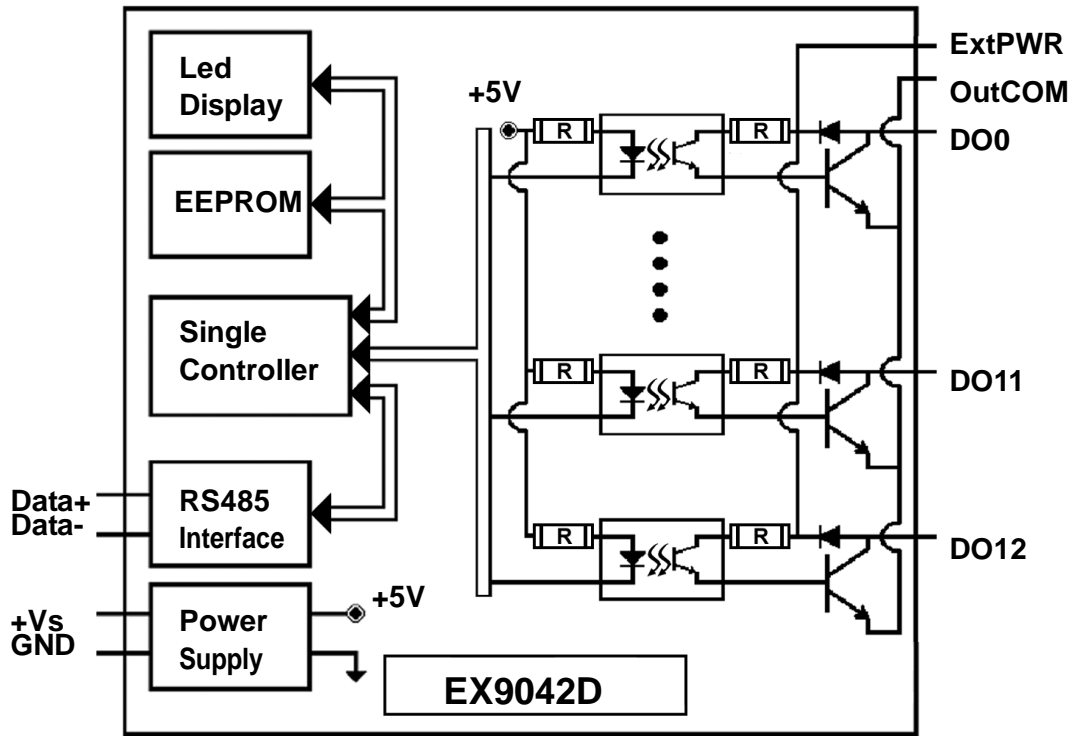 Led
Display
EEPROM
Single
Controller
RS485
Interface
Power
Supply
Data+
Data-
+Vs
GND
+5V
+5V
R
R
R
R
R
R
ExtPWR
OutCOM
DO0
DO11
DO12
EX9042D